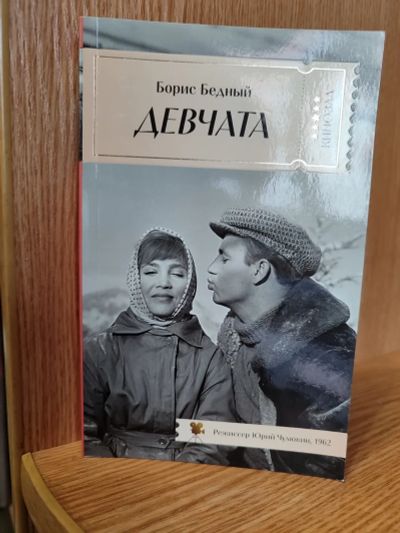 Борис Бедный
ДЕВЧАТА
КИНОЗАЛ
Режиссер Юрий Чулюкин, 1962